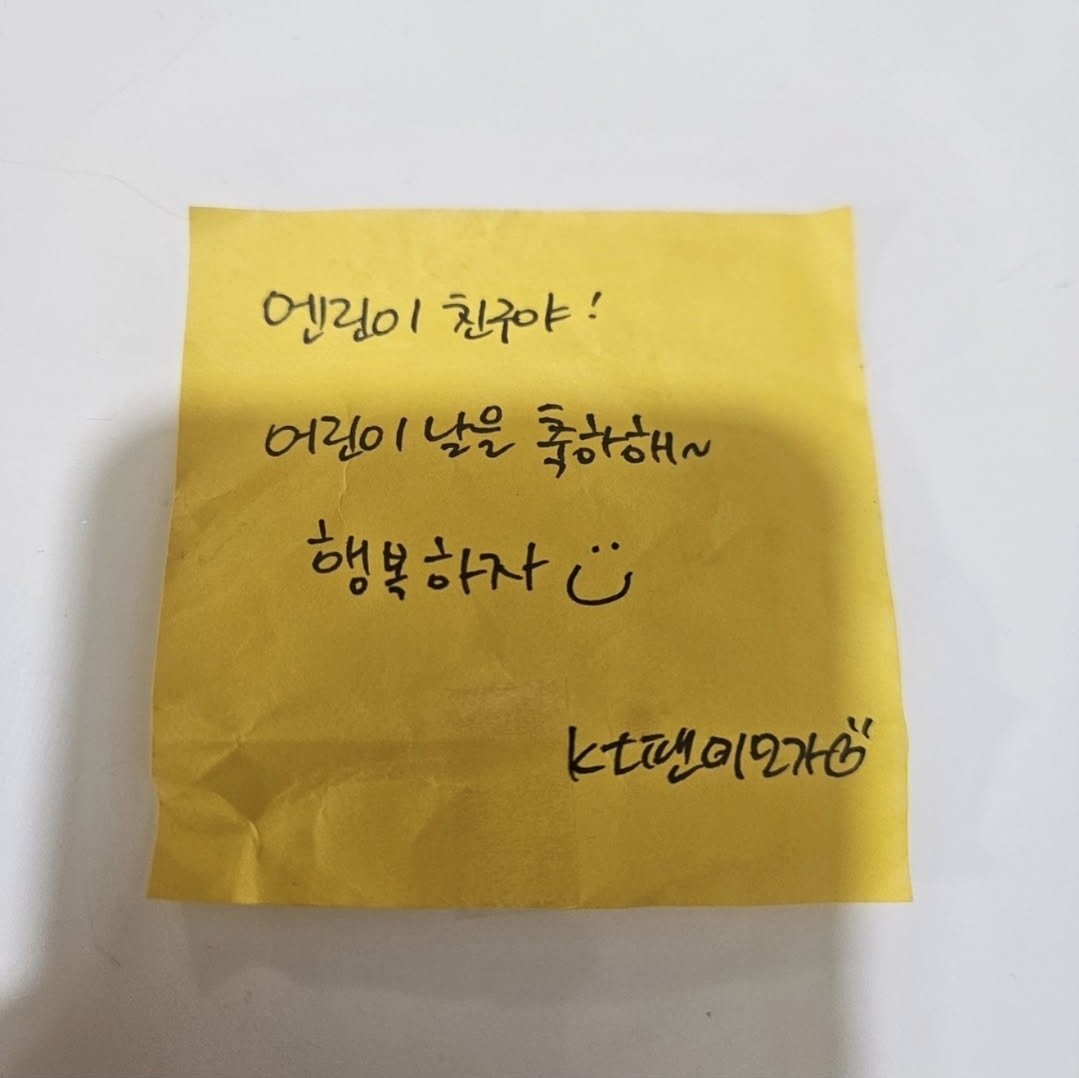 엔린이 친구야!
어린이 날을 축하해~
행복하자
kt팬 이모가